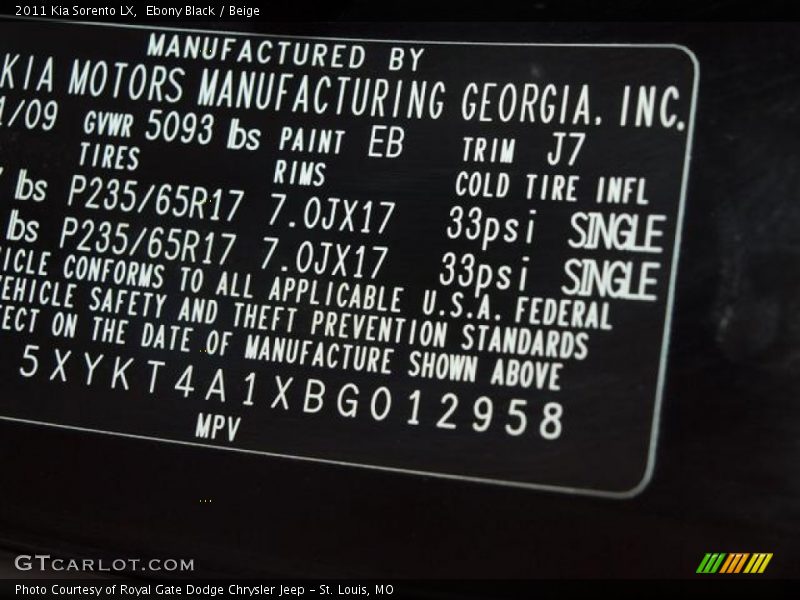 2011 Kia Sorento LX, Ebony Black / Beige
MANUFACTURED BY
KIA MOTORS MANUFACTURING GEORGIA. INC.
1/09 GVWR 5093 lbs PAINT EB TRIM J7
TIRES RIMS COLD TIRE INFL
lbs P235/65R17 7.0JX17 33psi SINGLE
lbs P235/65R17 7.0JX17 33psi SINGLE
ICLE CONFORMS TO ALL APPLICABLE U.S.A. FEDERAL
EHICLE SAFETY AND THEFT PREVENTION STANDARDS
FECT ON THE DATE OF MANUFACTURE SHOWN ABOVE
5XYKT4A1XBG012958
MPV
GTCARLOT.COM
Photo Courtesy of Royal Gate Dodge Chrysler Jeep - St. Louis, MO